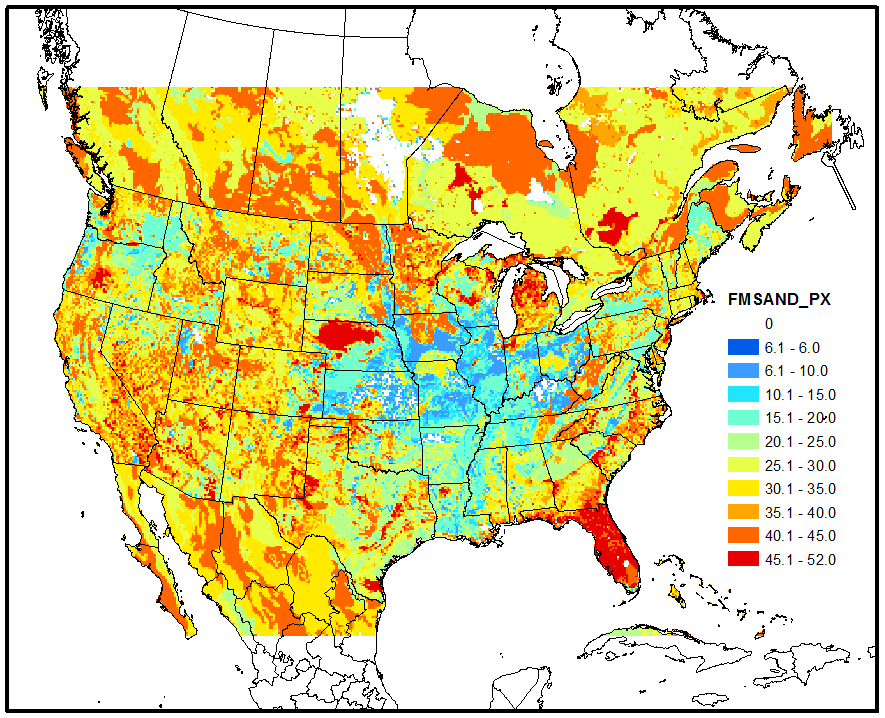 FMSAND_PX
0
6.1 - 6.0
6.1 - 10.0
10.1 - 15.0
15.1 - 20.0
20.1 - 25.0
25.1 - 30.0
30.1 - 35.0
35.1 - 40.0
40.1 - 45.0
45.1 - 52.0